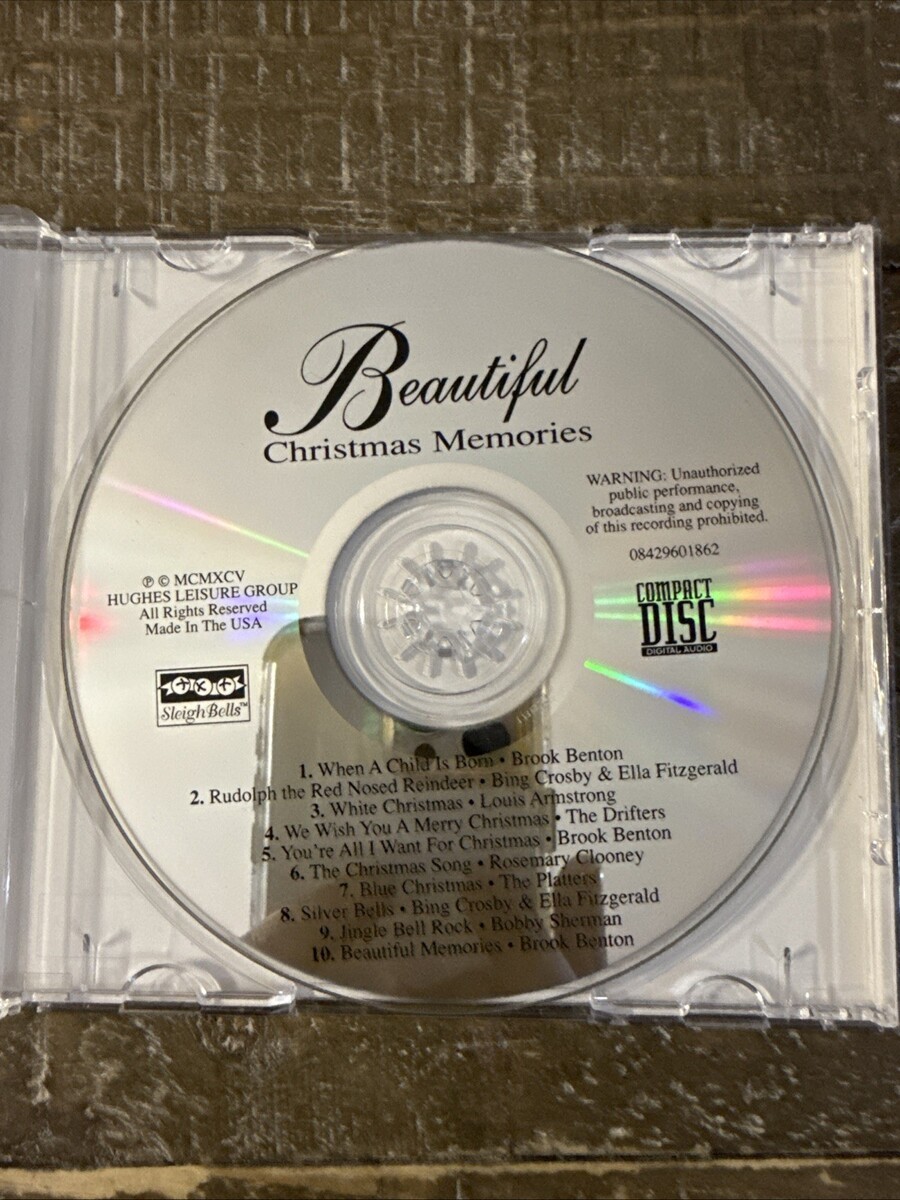 Beautiful
Christmas Memories
WARNING: Unauthorized
public performance,
broadcasting and copying
of this recording prohibited.
08429601862
℗ © MCMXCV
HUGHES LEISURE GROUP
All Rights Reserved
Made In The USA
COMPACT
DISC
DIGITAL AUDIO
Sleigh Bells™
1. When A Child Is Born • Brook Benton
2. Rudolph the Red Nosed Reindeer • Bing Crosby & Ella Fitzgerald
3. White Christmas • Louis Armstrong
4. We Wish You A Merry Christmas • The Drifters
5. You're All I Want For Christmas • Brook Benton
6. The Christmas Song • Rosemary Clooney
7. Blue Christmas • The Platters
8. Silver Bells • Bing Crosby & Ella Fitzgerald
9. Jingle Bell Rock • Bobby Sherman
10. Beautiful Memories • Brook Benton